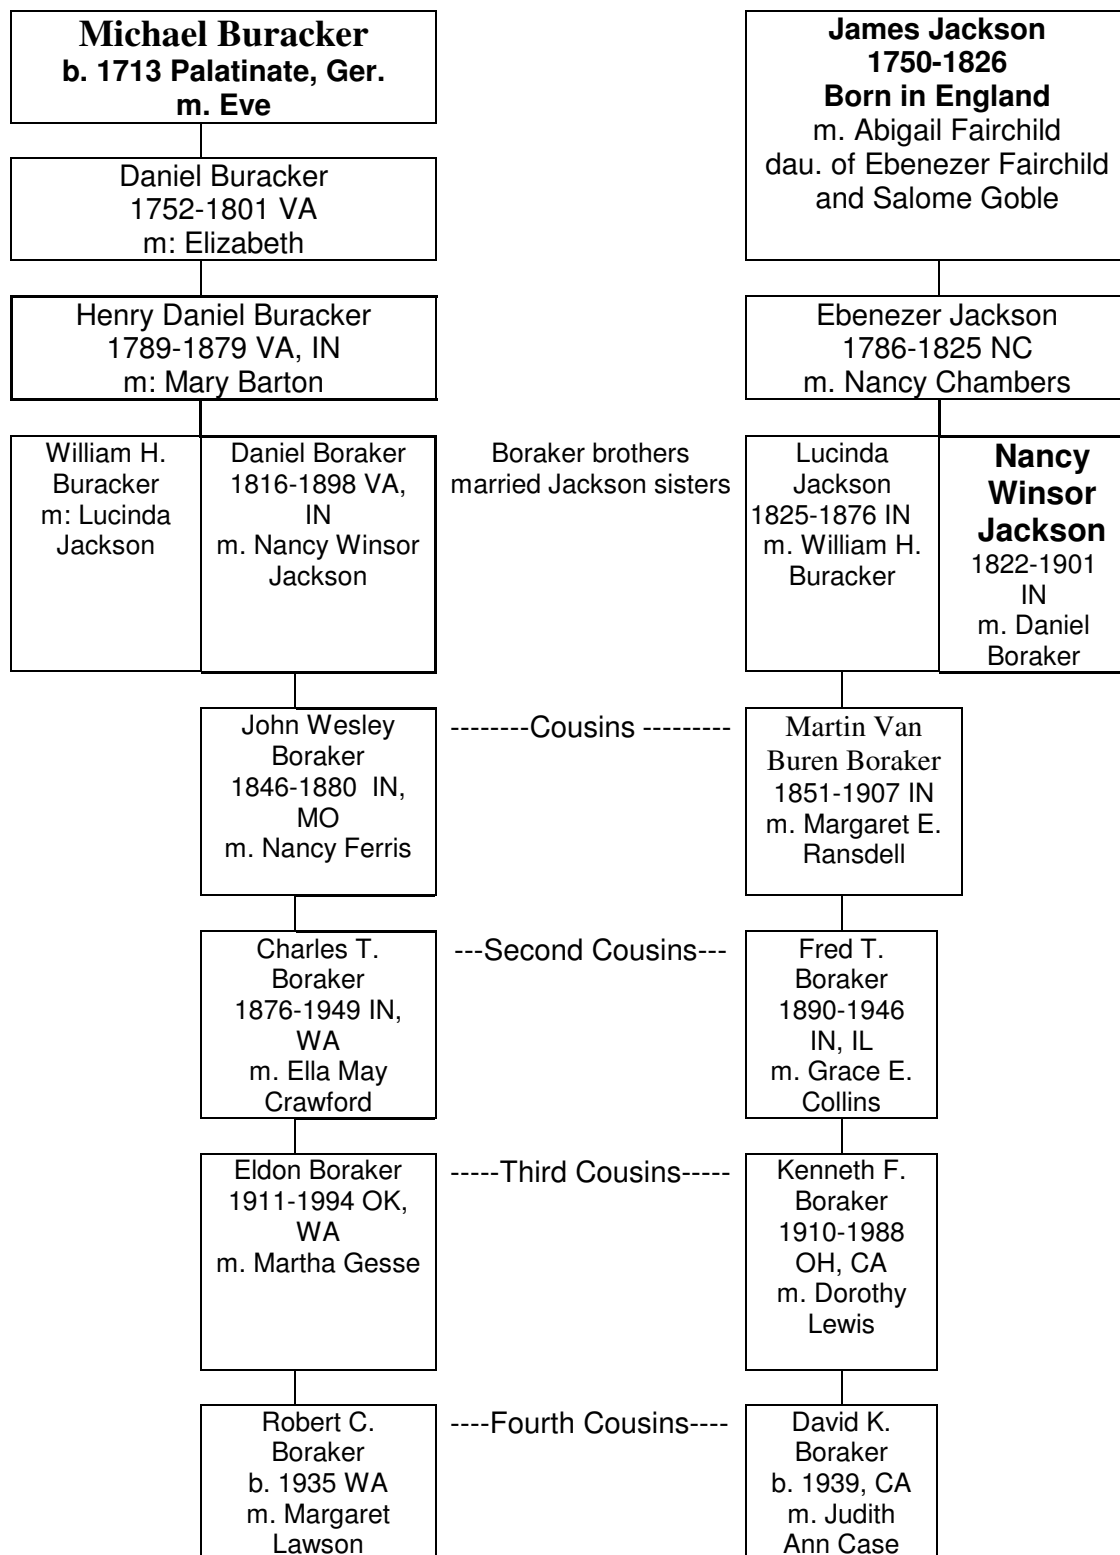 Michael Buracker
b. 1713 Palatinate, Ger.
m. Eve
James Jackson
1750-1826
Born in England
m. Abigail Fairchild
dau. of Ebenezer Fairchild
and Salome Goble
Daniel Buracker
1752-1801 VA
m: Elizabeth
Henry Daniel Buracker
1789-1879 VA, IN
m: Mary Barton
Ebenezer Jackson
1786-1825 NC
m. Nancy Chambers
William H.
Buracker
m: Lucinda
Jackson
Daniel Boraker
1816-1898 VA,
IN
m. Nancy Winsor
Jackson
Boraker brothers
married Jackson sisters
Lucinda
Jackson
1825-1876 IN
m. William H.
Buracker
Nancy
Winsor
Jackson
1822-1901
IN
m. Daniel
Boraker
John Wesley
Boraker
1846-1880  IN,
MO
m. Nancy Ferris
--------Cousins ---------
Martin Van
Buren Boraker
1851-1907 IN
m. Margaret E.
Ransdell
Charles T.
Boraker
1876-1949 IN,
WA
m. Ella May
Crawford
---Second Cousins---
Fred T.
Boraker
1890-1946
IN, IL
m. Grace E.
Collins
Eldon Boraker
1911-1994 OK,
WA
m. Martha Gesse
-----Third Cousins-----
Kenneth F.
Boraker
1910-1988
OH, CA
m. Dorothy
Lewis
Robert C.
Boraker
b. 1935 WA
m. Margaret
Lawson
----Fourth Cousins----
David K.
Boraker
b. 1939, CA
m. Judith
Ann Case